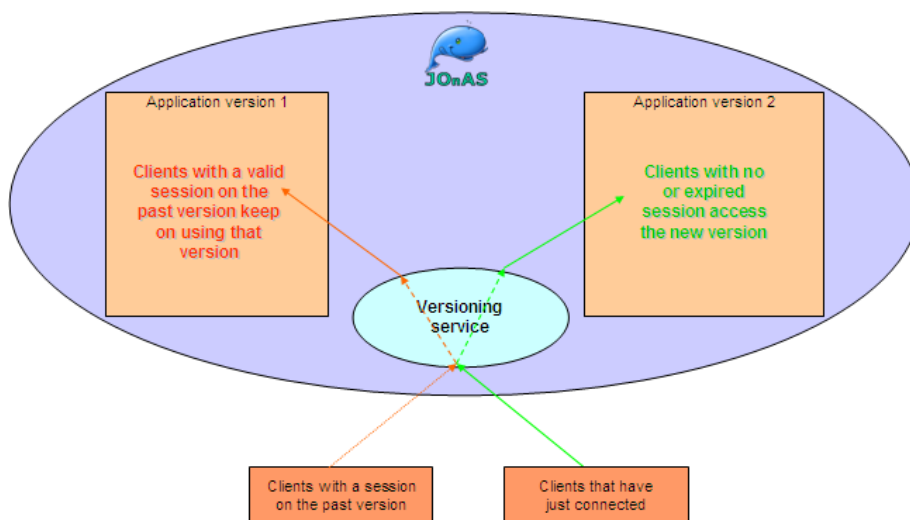 JOnAS
Application version 1
Application version 2
Clients with a valid
session on the
past version keep
on using that
version
Clients with no
or expired
session access
the new version
Versioning
service
Clients with a session
on the past version
Clients that have
just connected